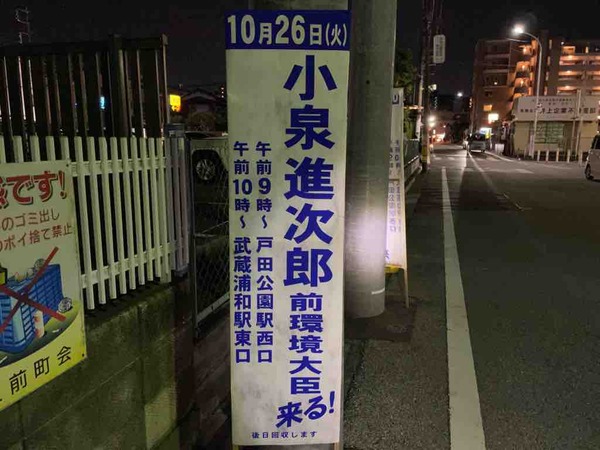 10月26日(火)
小泉進次郎 前環境大臣 来る!
午前9時〜 戸田公園駅西口
午前10時〜 武蔵浦和駅東口
後日回収します
です!
のゴミ出し
のポイ捨て禁止
前町会